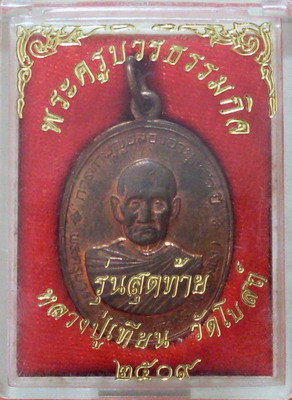 พระครูบวรธรรมกิจ
รุ่นสุดท้าย
หลวงปู่เทียน วัดโบสถ์
๒๕๐๙